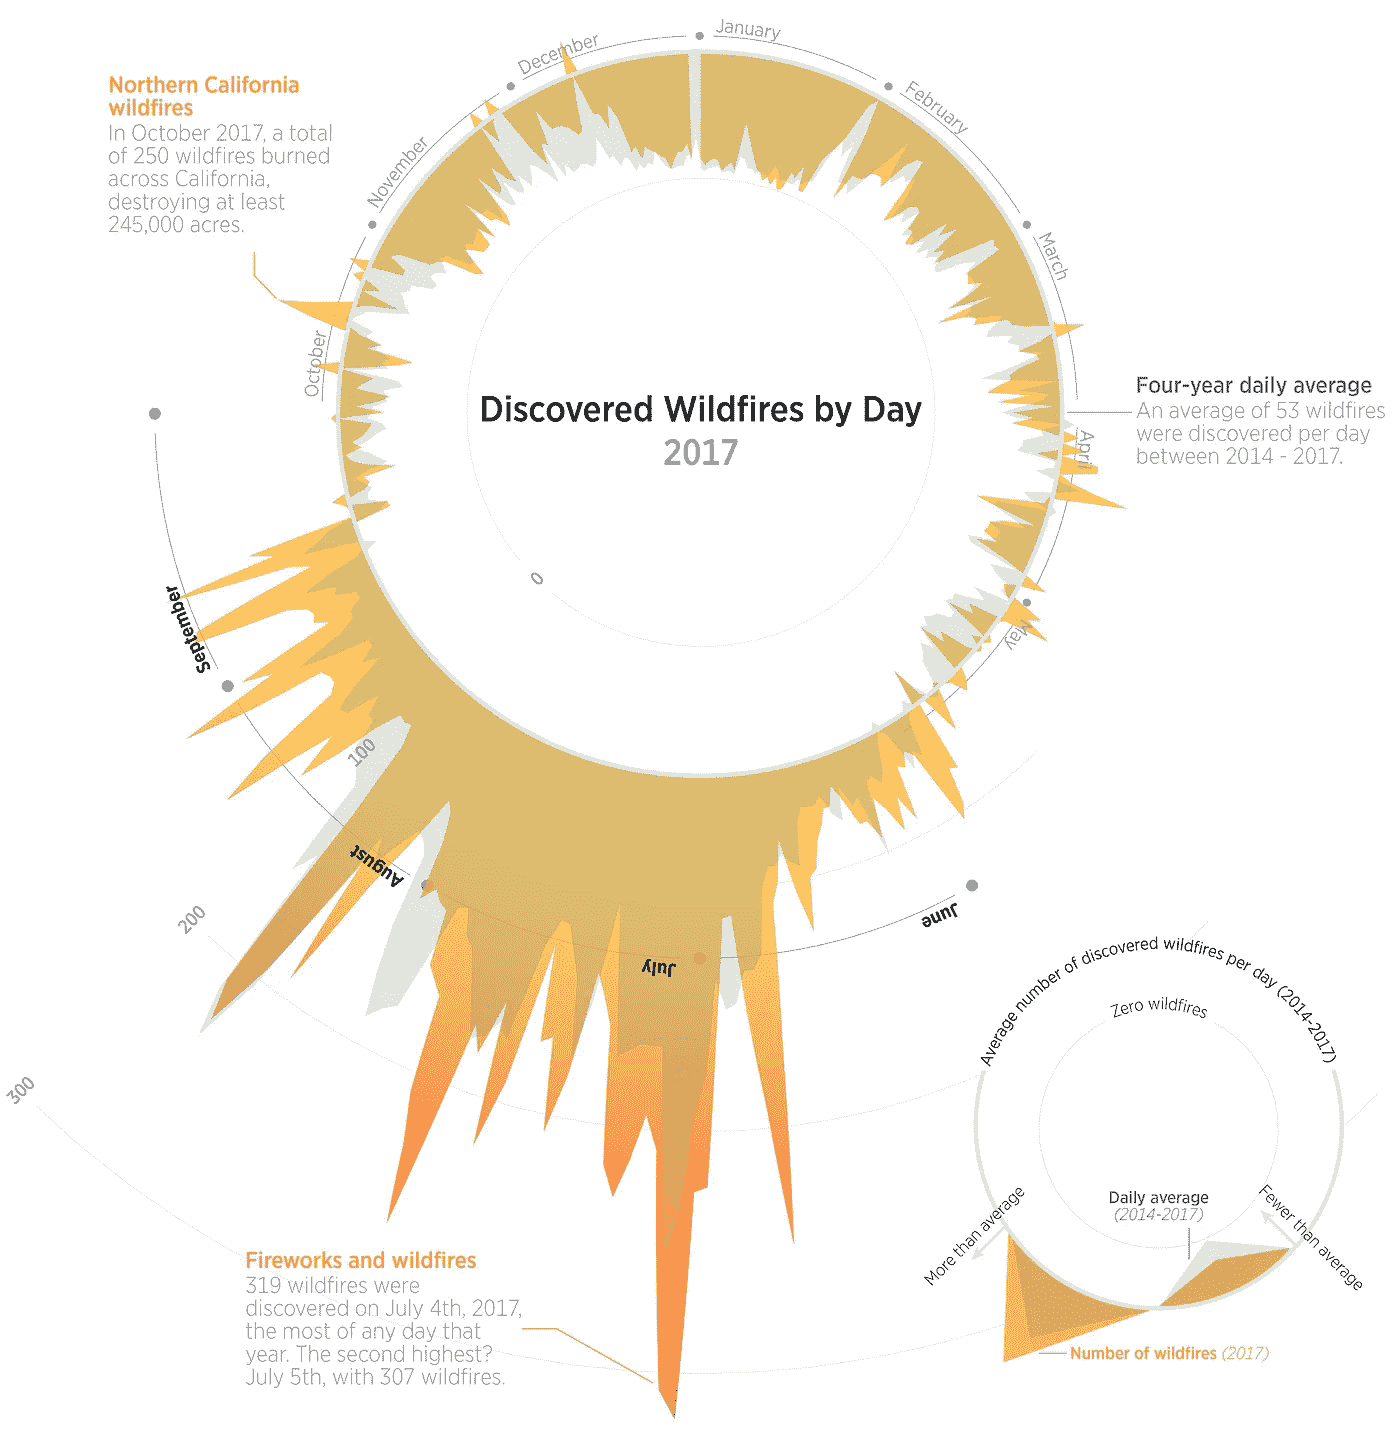 Discovered Wildfires by Day
2017
January
February
March
April
May
June
July
August
September
October
November
December
Northern California
wildfires
In October 2017, a total
of 250 wildfires burned
across California,
destroying at least
245,000 acres.
Four-year daily average
An average of 53 wildfires
were discovered per day
between 2014 - 2017.
0
100
200
300
Fireworks and wildfires
319 wildfires were
discovered on July 4th, 2017,
the most of any day that
year. The second highest?
July 5th, with 307 wildfires.
Average number of discovered wildfires per day (2014-2017)
Zero wildfires
Daily average
(2014-2017)
More than average
Fewer than average
Number of wildfires (2017)